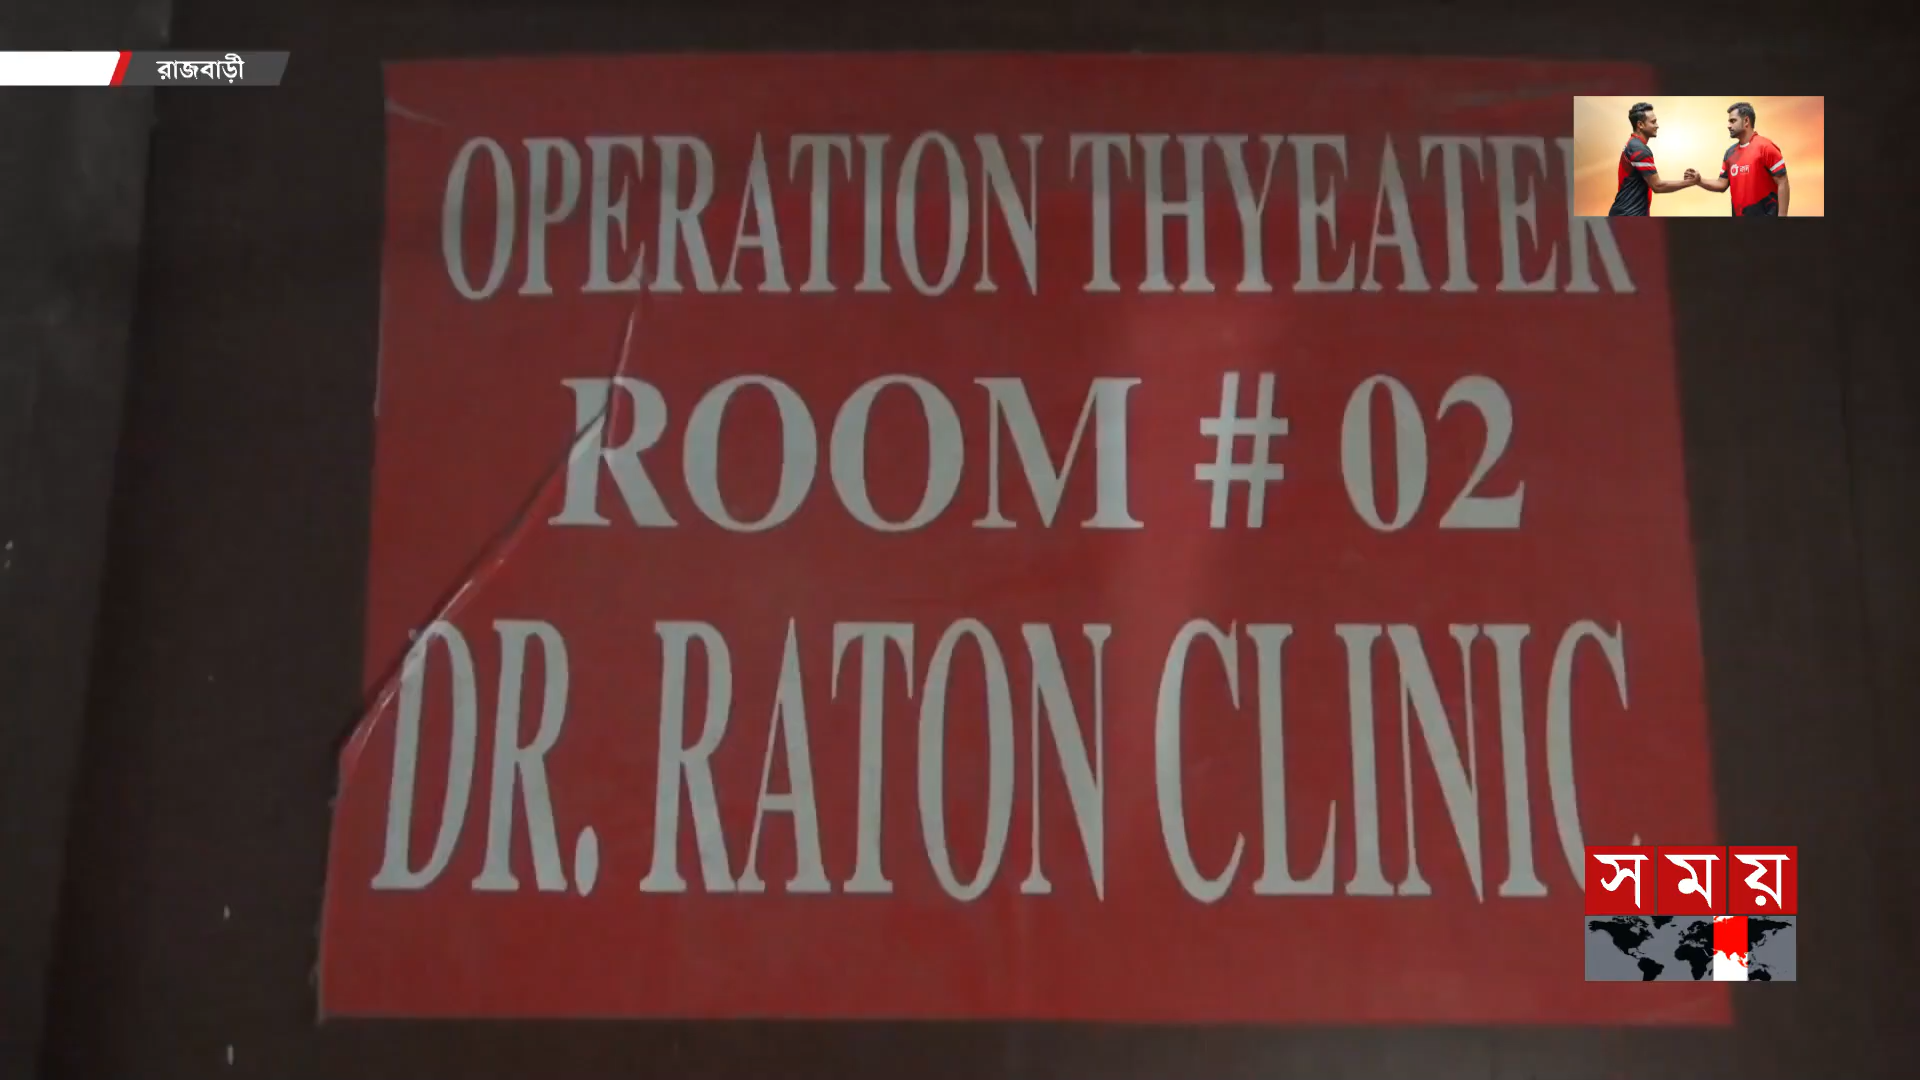 রাজবাড়ী
OPERATION THYEATER
ROOM # 02
DR. RATON CLINIC
সময়